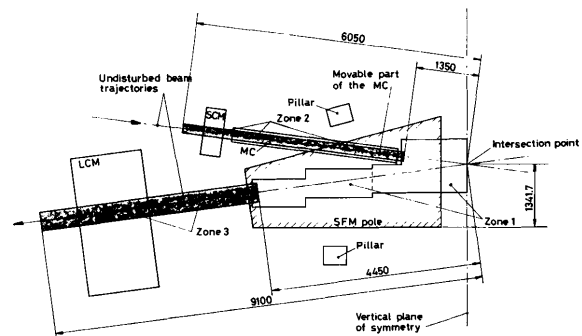 6050
1350
Undisturbed beam
trajectories
Movable part
of the MC
Pillar
SCM
Zone 2
MC
Intersection point
LCM
1341.7
Zone 1
SFM pole
Zone 3
Pillar
4450
9100
Vertical plane
of symmetry